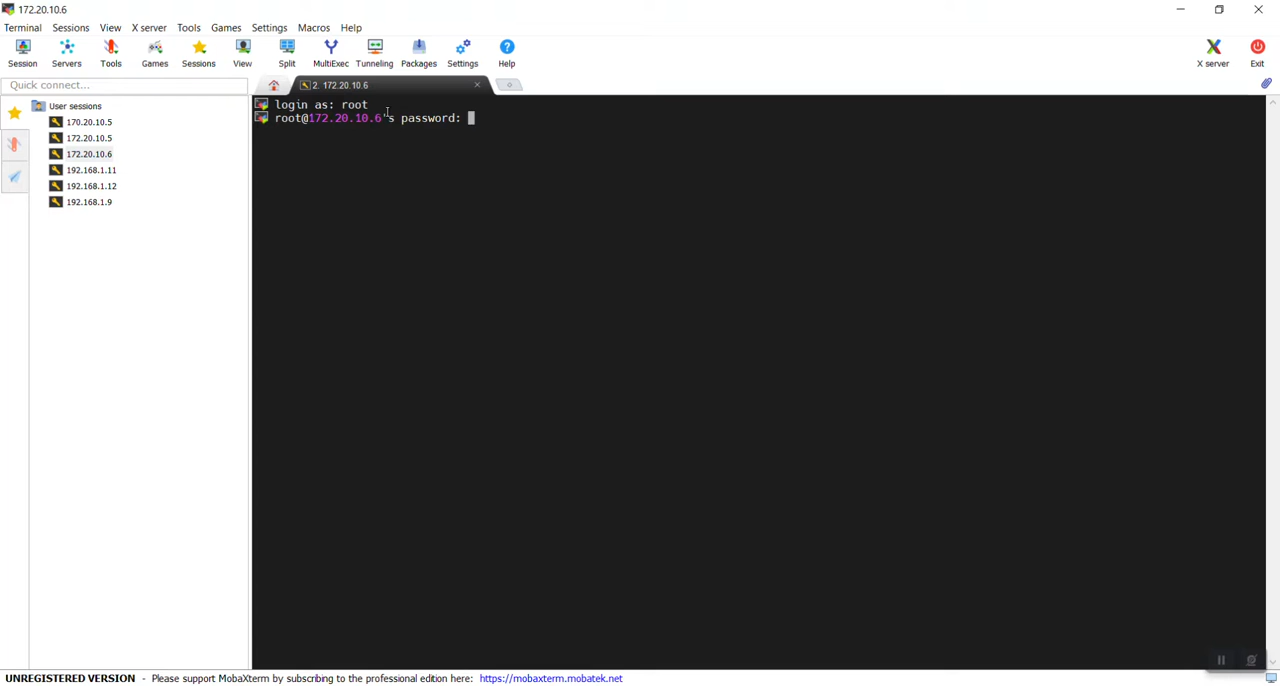 172.20.10.6
Terminal Sessions View X server Tools Games Settings Macros Help
Session Servers Tools Games Sessions View Split MultiExec Tunneling Packages Settings Help X server Exit
Quick connect...
2. 172.20.10.6
User sessions
170.20.10.5
172.20.10.5
172.20.10.6
192.168.1.11
192.168.1.12
192.168.1.9
login as: root
root@172.20.10.6's password:
UNREGISTERED VERSION - Please support MobaXterm by subscribing to the professional edition here: https://mobaxterm.mobatek.net